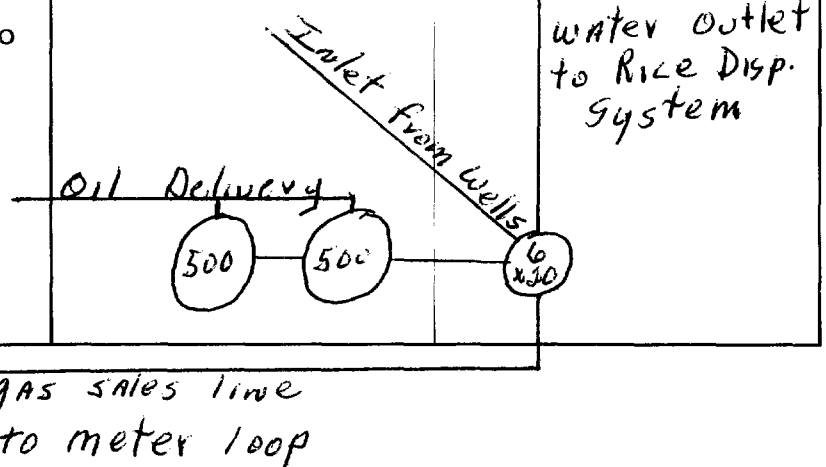 o
water Outlet
to Rice Disp.
System
Inlet from Wells
Oil Delivery
500
500
6
x20
gas sales line
to meter loop